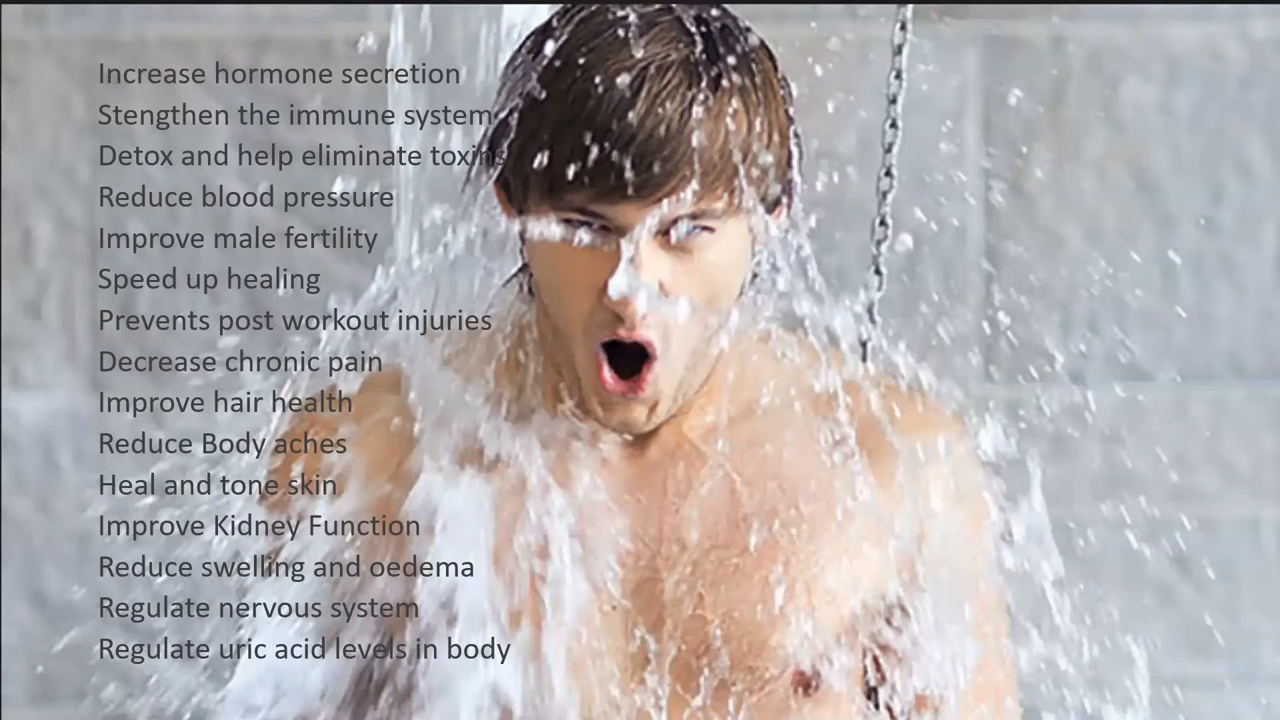 Increase hormone secretion
Stengthen the immune system
Detox and help eliminate toxins
Reduce blood pressure
Improve male fertility
Speed up healing
Prevents post workout injuries
Decrease chronic pain
Improve hair health
Reduce Body aches
Heal and tone skin
Improve Kidney Function
Reduce swelling and oedema
Regulate nervous system
Regulate uric acid levels in body